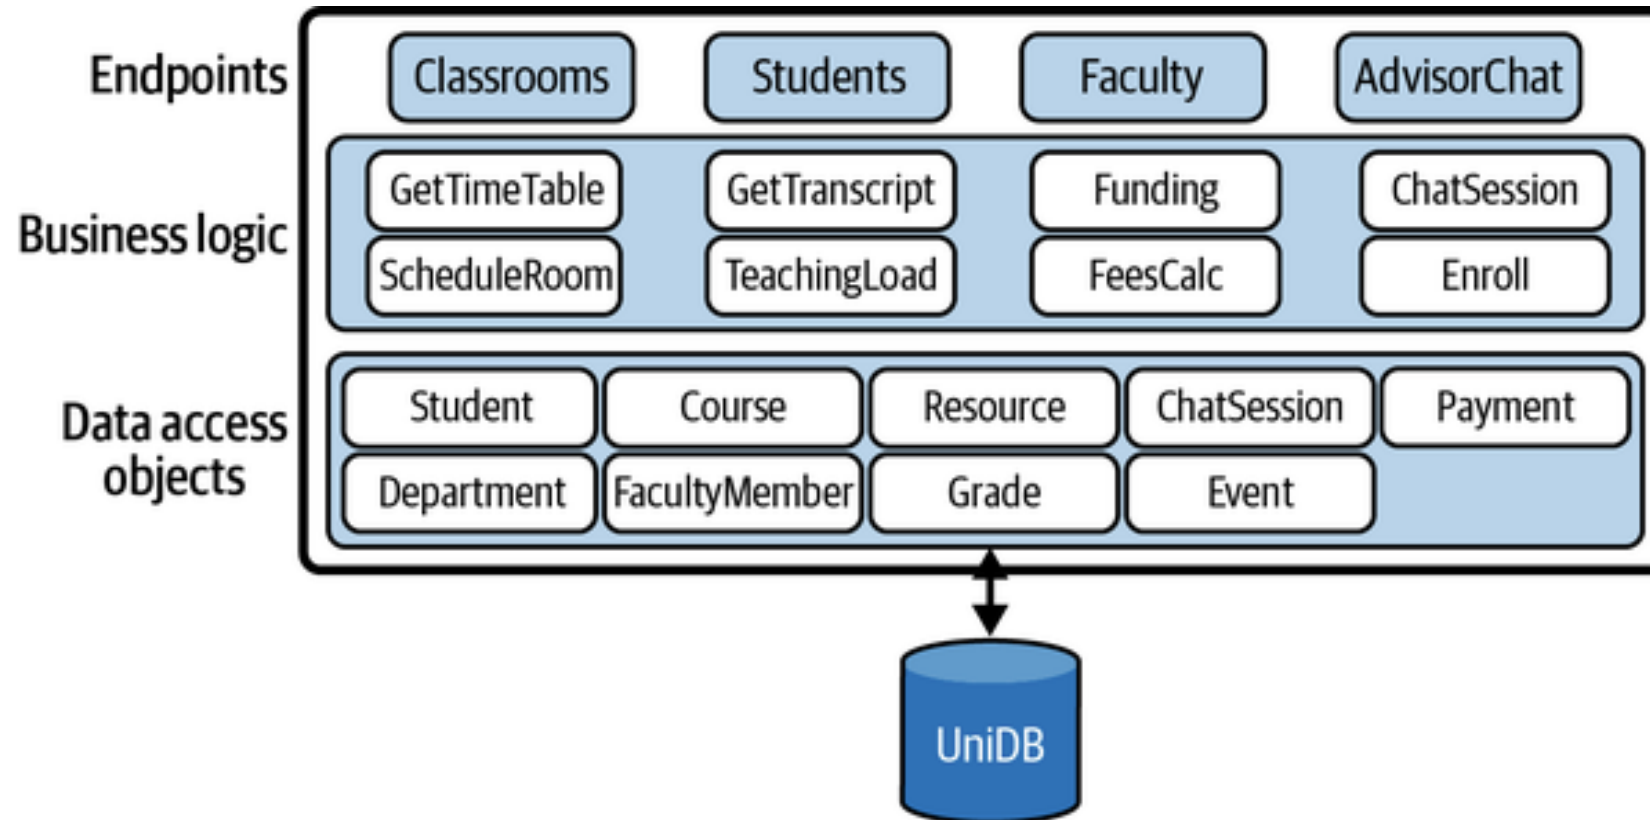 Endpoints
Classrooms
Students
Faculty
AdvisorChat
Business logic
GetTimeTable
GetTranscript
Funding
ChatSession
ScheduleRoom
TeachingLoad
FeesCalc
Enroll
Data access
objects
Student
Course
Resource
ChatSession
Payment
Department
FacultyMember
Grade
Event
UniDB